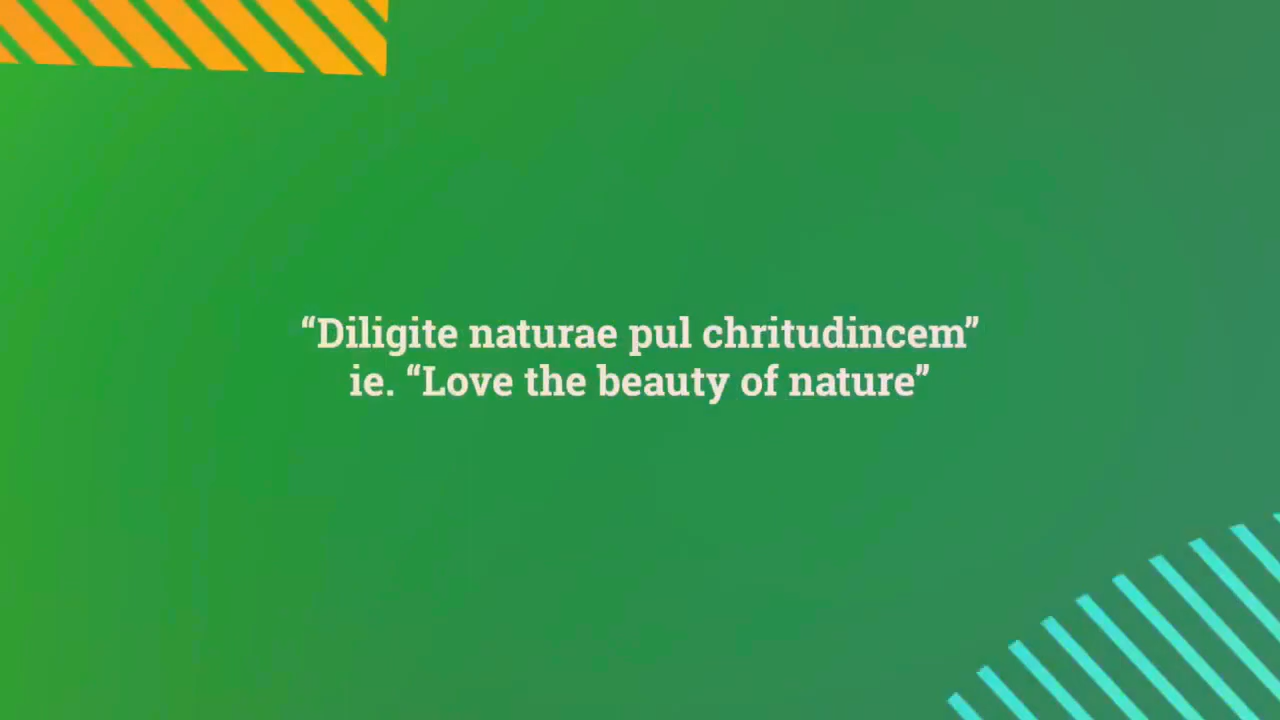 “Diligite naturae pul chritudincem”
ie. “Love the beauty of nature”